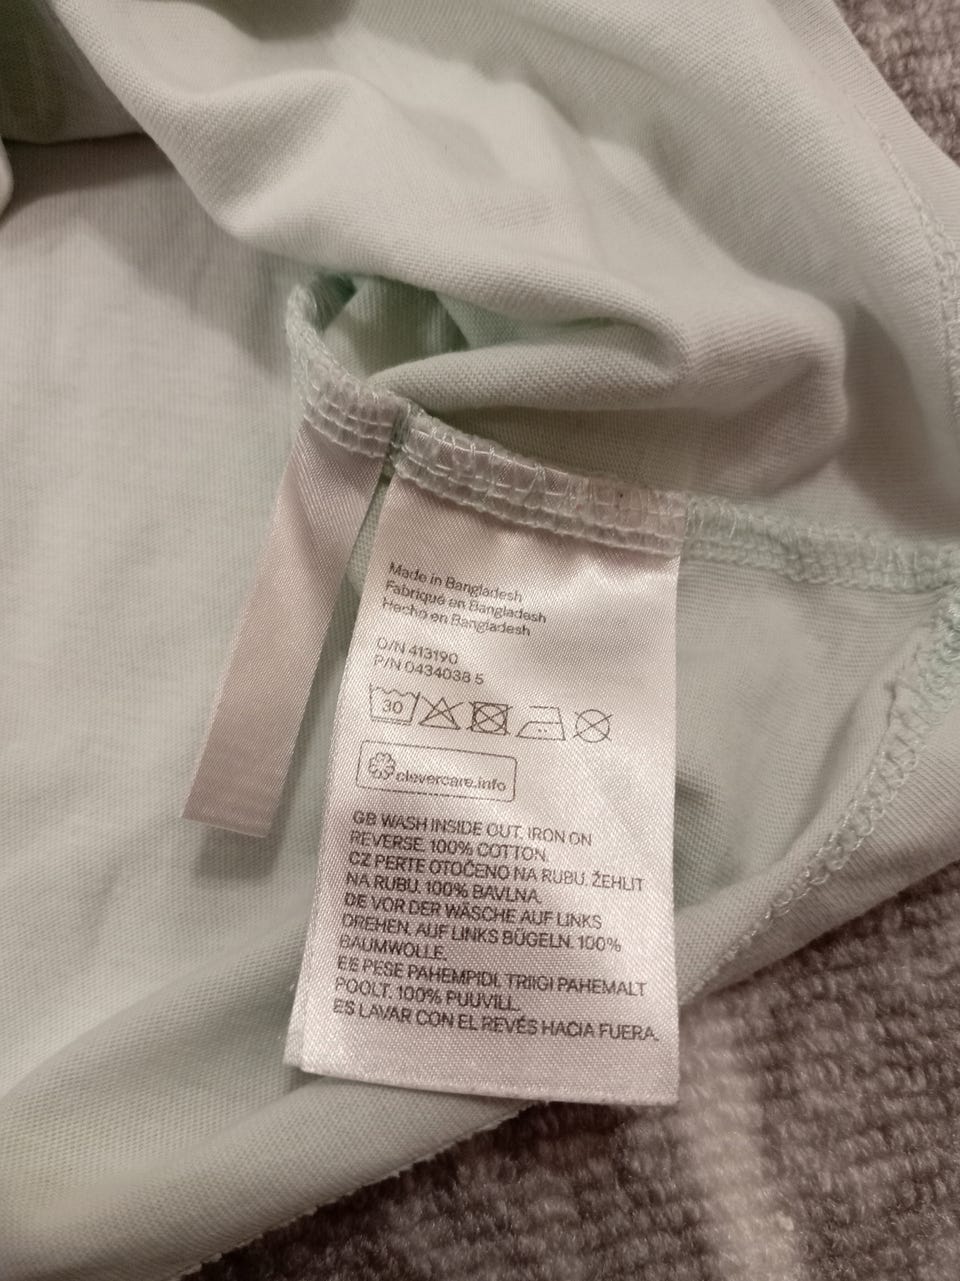 Made in Bangladesh
Fabriqué en Bangladesh
Hecho en Bangladesh
O/N 413190
P/N 0434038 5
30
clevercare.info
GB WASH INSIDE OUT, IRON ON
REVERSE. 100% COTTON.
CZ PERTE OTOČENO NA RUBU. ŽEHLIT
NA RUBU. 100% BAVLNA.
DE VOR DER WÄSCHE AUF LINKS
DREHEN. AUF LINKS BÜGELN. 100%
BAUMWOLLE.
EE PESE PAHEMPIDI. TRIIGI PAHEMALT
POOLT. 100% PUUVILL.
ES LAVAR CON EL REVÉS HACIA FUERA.